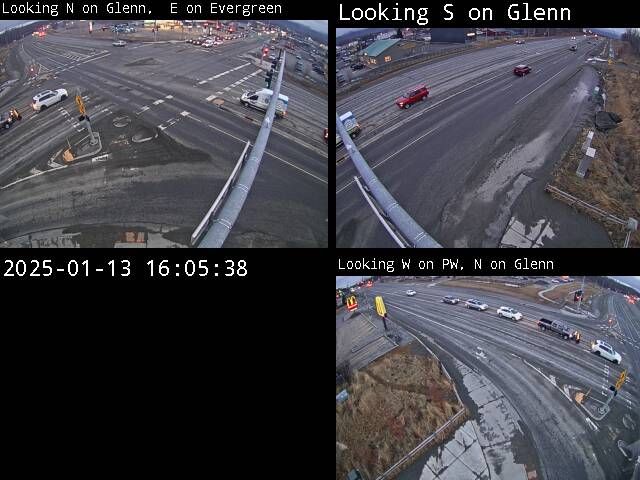 Looking N on Glenn,  E on Evergreen
Looking S on Glenn
2025-01-13 16:05:38
Looking W on PW, N on Glenn